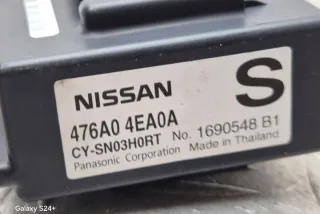 NISSAN
S
476A0 4EA0A
CY-SN03H0RT No. 1690548 B1
Panasonic Corporation Made in Thailand
Galaxy S24+